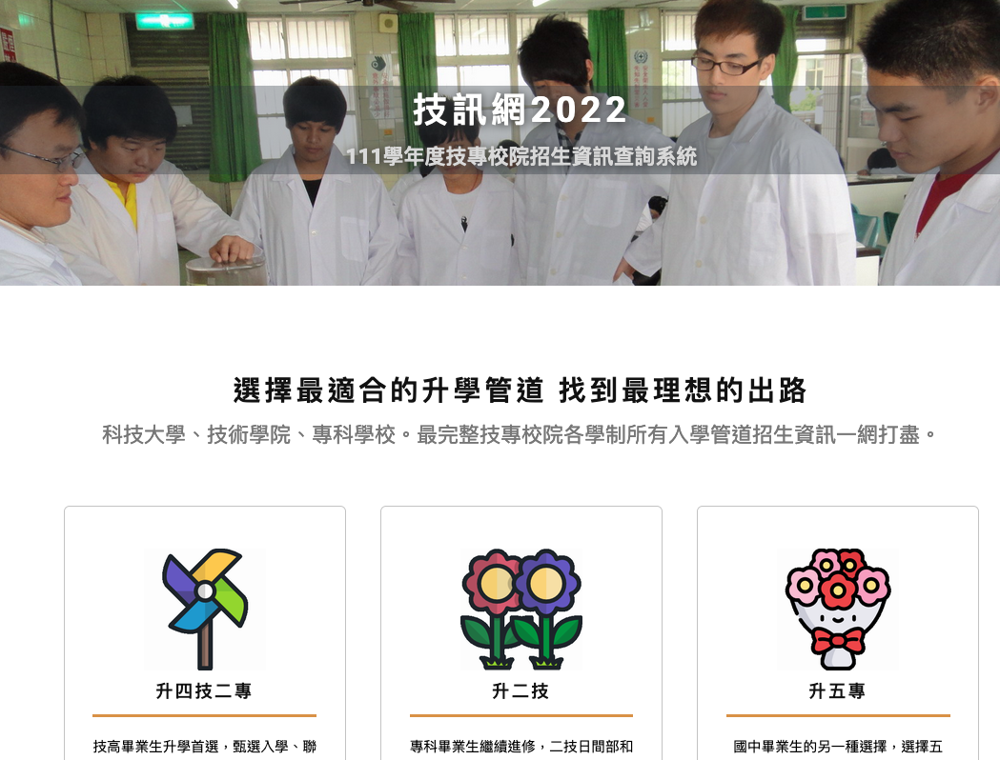 技訊網2022
111學年度技專校院招生資訊查詢系統
選擇最適合的升學管道 找到最理想的出路
科技大學、技術學院、專科學校。最完整技專校院各學制所有入學管道招生資訊一網打盡。
升四技二專
技高畢業生升學首選，甄選入學、聯
升二技
專科畢業生繼續進修，二技日間部和
升五專
國中畢業生的另一種選擇，選擇五